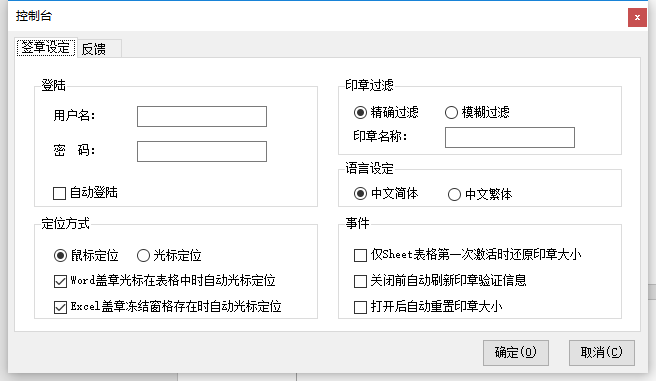 控制台
x
签章设定 反馈
登陆
用户名:
密 码:
自动登陆
印章过滤
精确过滤 模糊过滤
印章名称:
语言设定
中文简体 中文繁体
定位方式
鼠标定位 光标定位
Word盖章光标在表格中时自动光标定位
Excel盖章冻结窗格存在时自动光标定位
事件
仅Sheet表格第一次激活时还原印章大小
关闭前自动刷新印章验证信息
打开后自动重置印章大小
确定(O) 取消(C)